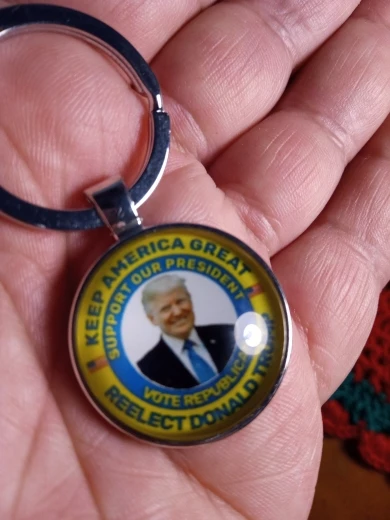 KEEP AMERICA GREAT
SUPPORT OUR PRESIDENT
VOTE REPUBLICAN
REELECT DONALD TRUMP